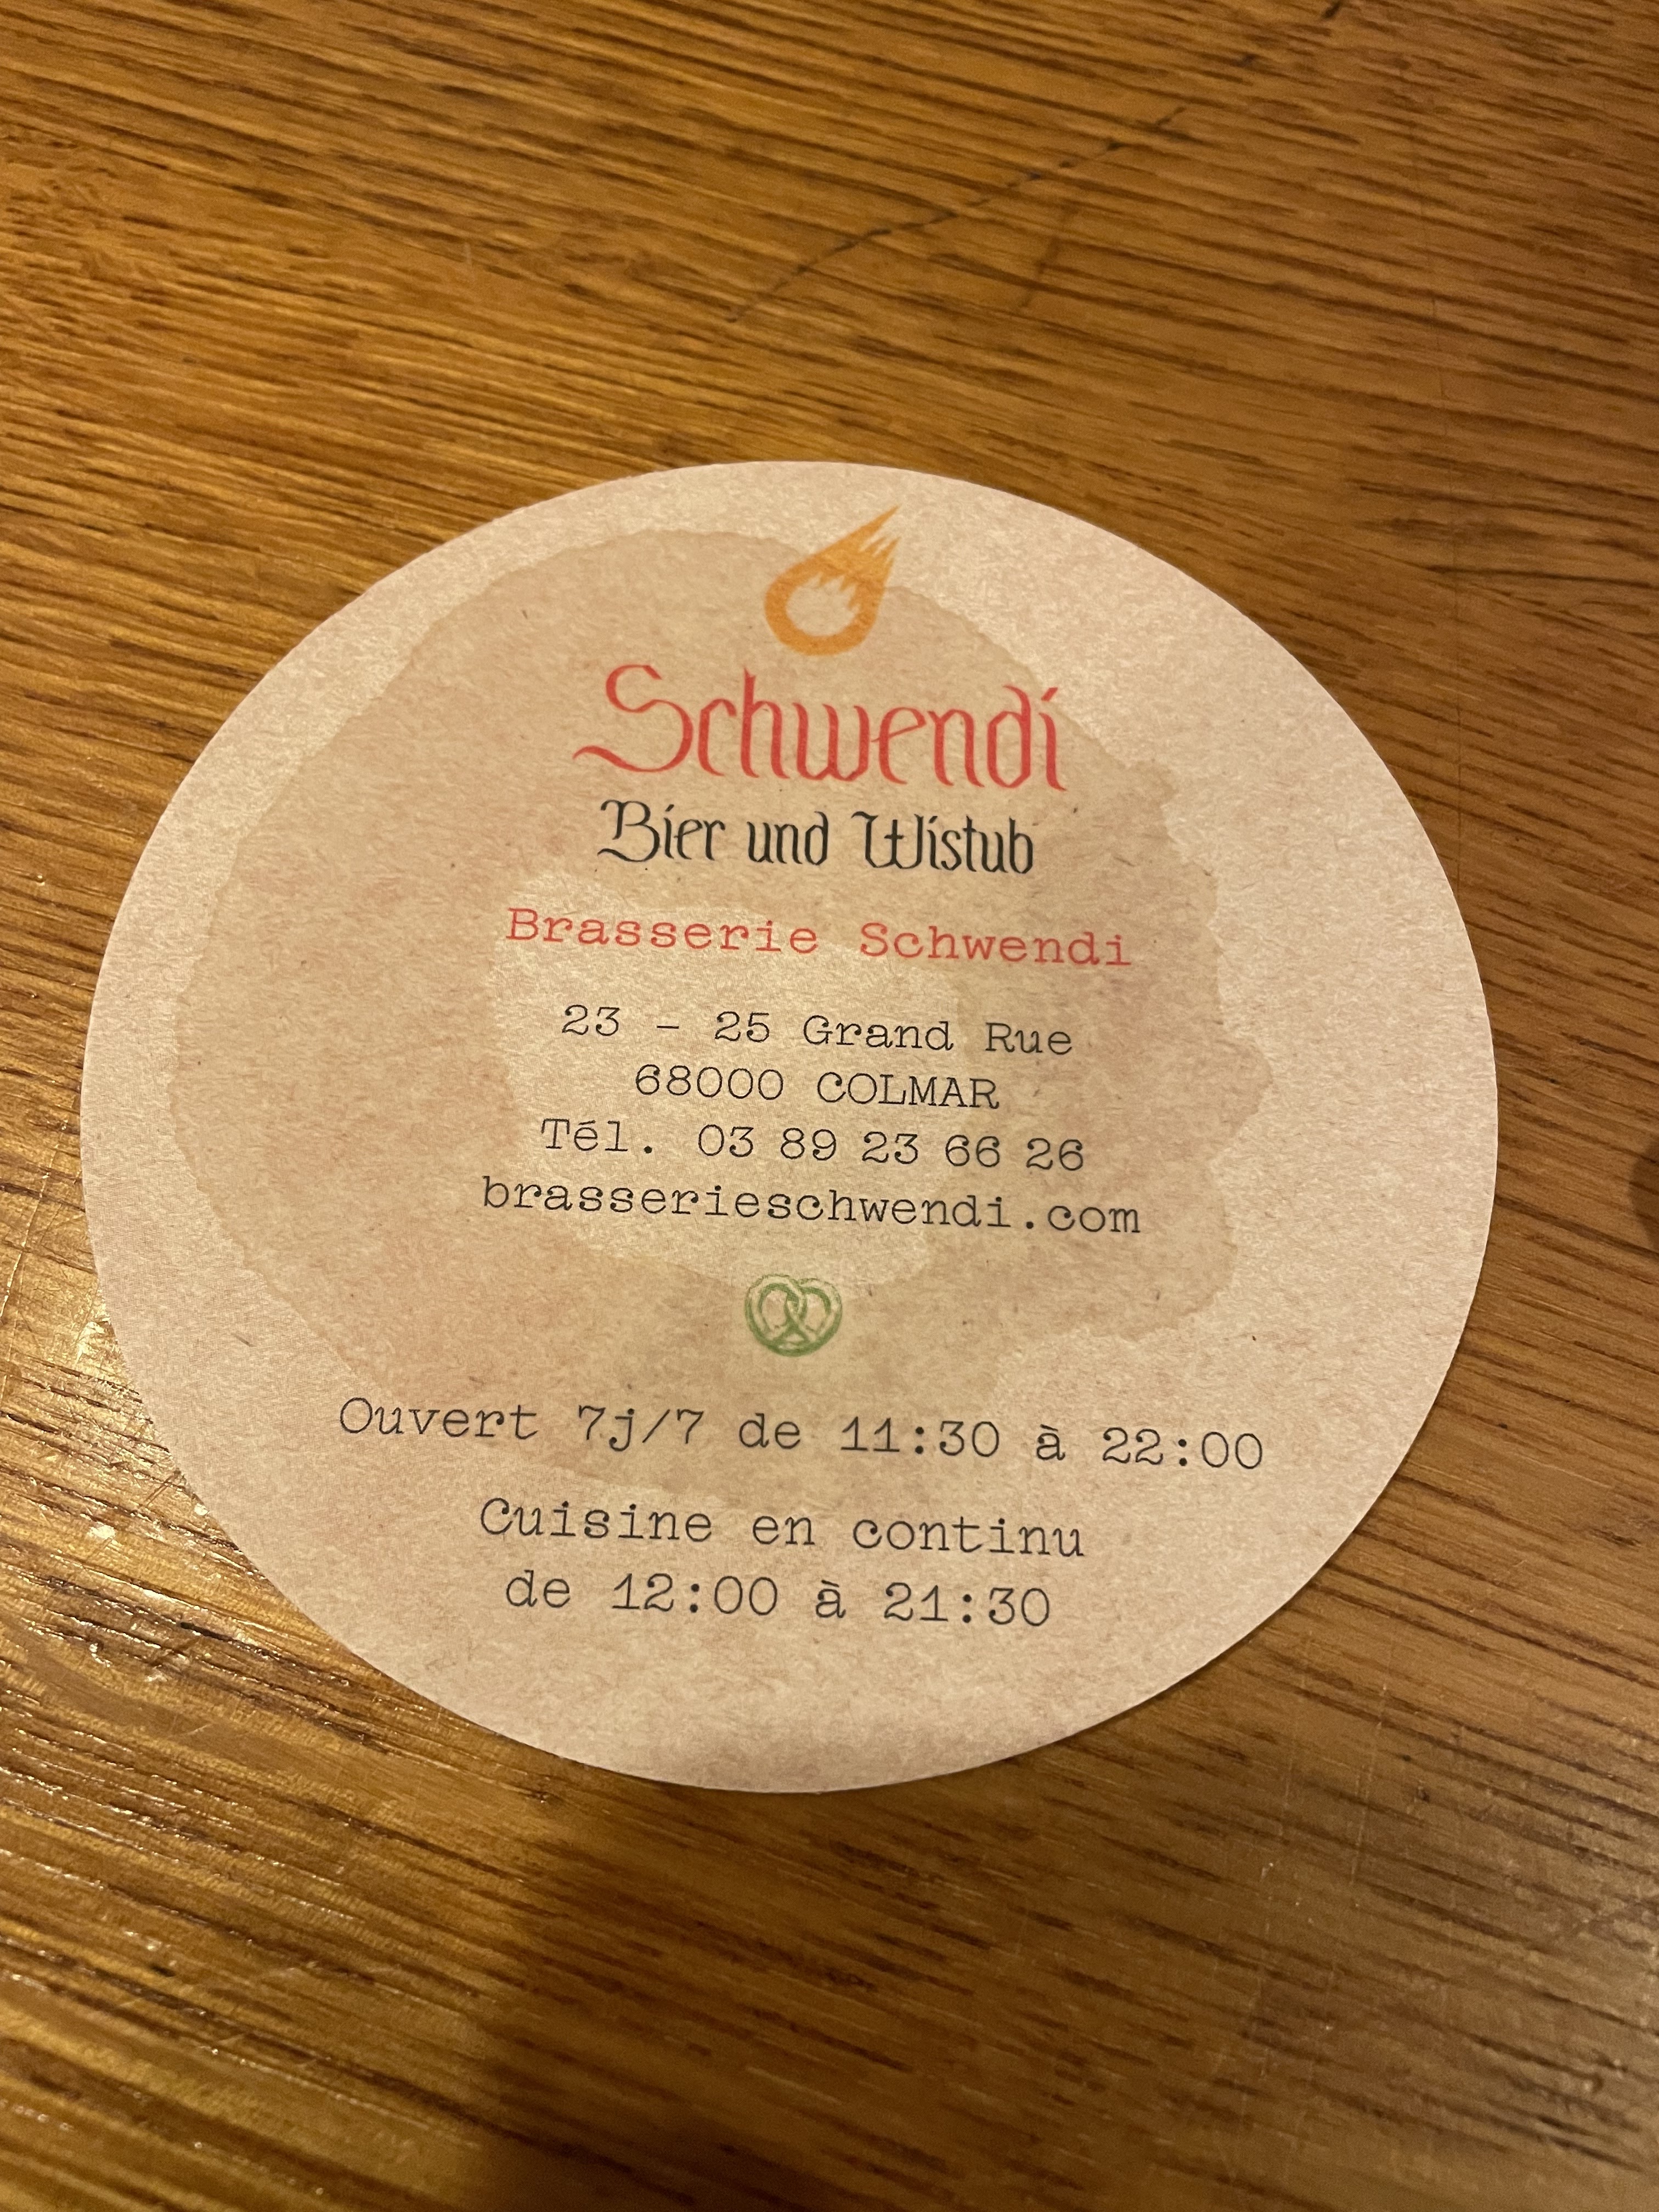 Schwendi
Bier und Wistub
Brasserie Schwendi
23 - 25 Grand Rue
68000 COLMAR
Tél. 03 89 23 66 26
brasserieschwendi.com
Ouvert 7j/7 de 11:30 à 22:00
Cuisine en continu
de 12:00 à 21:30